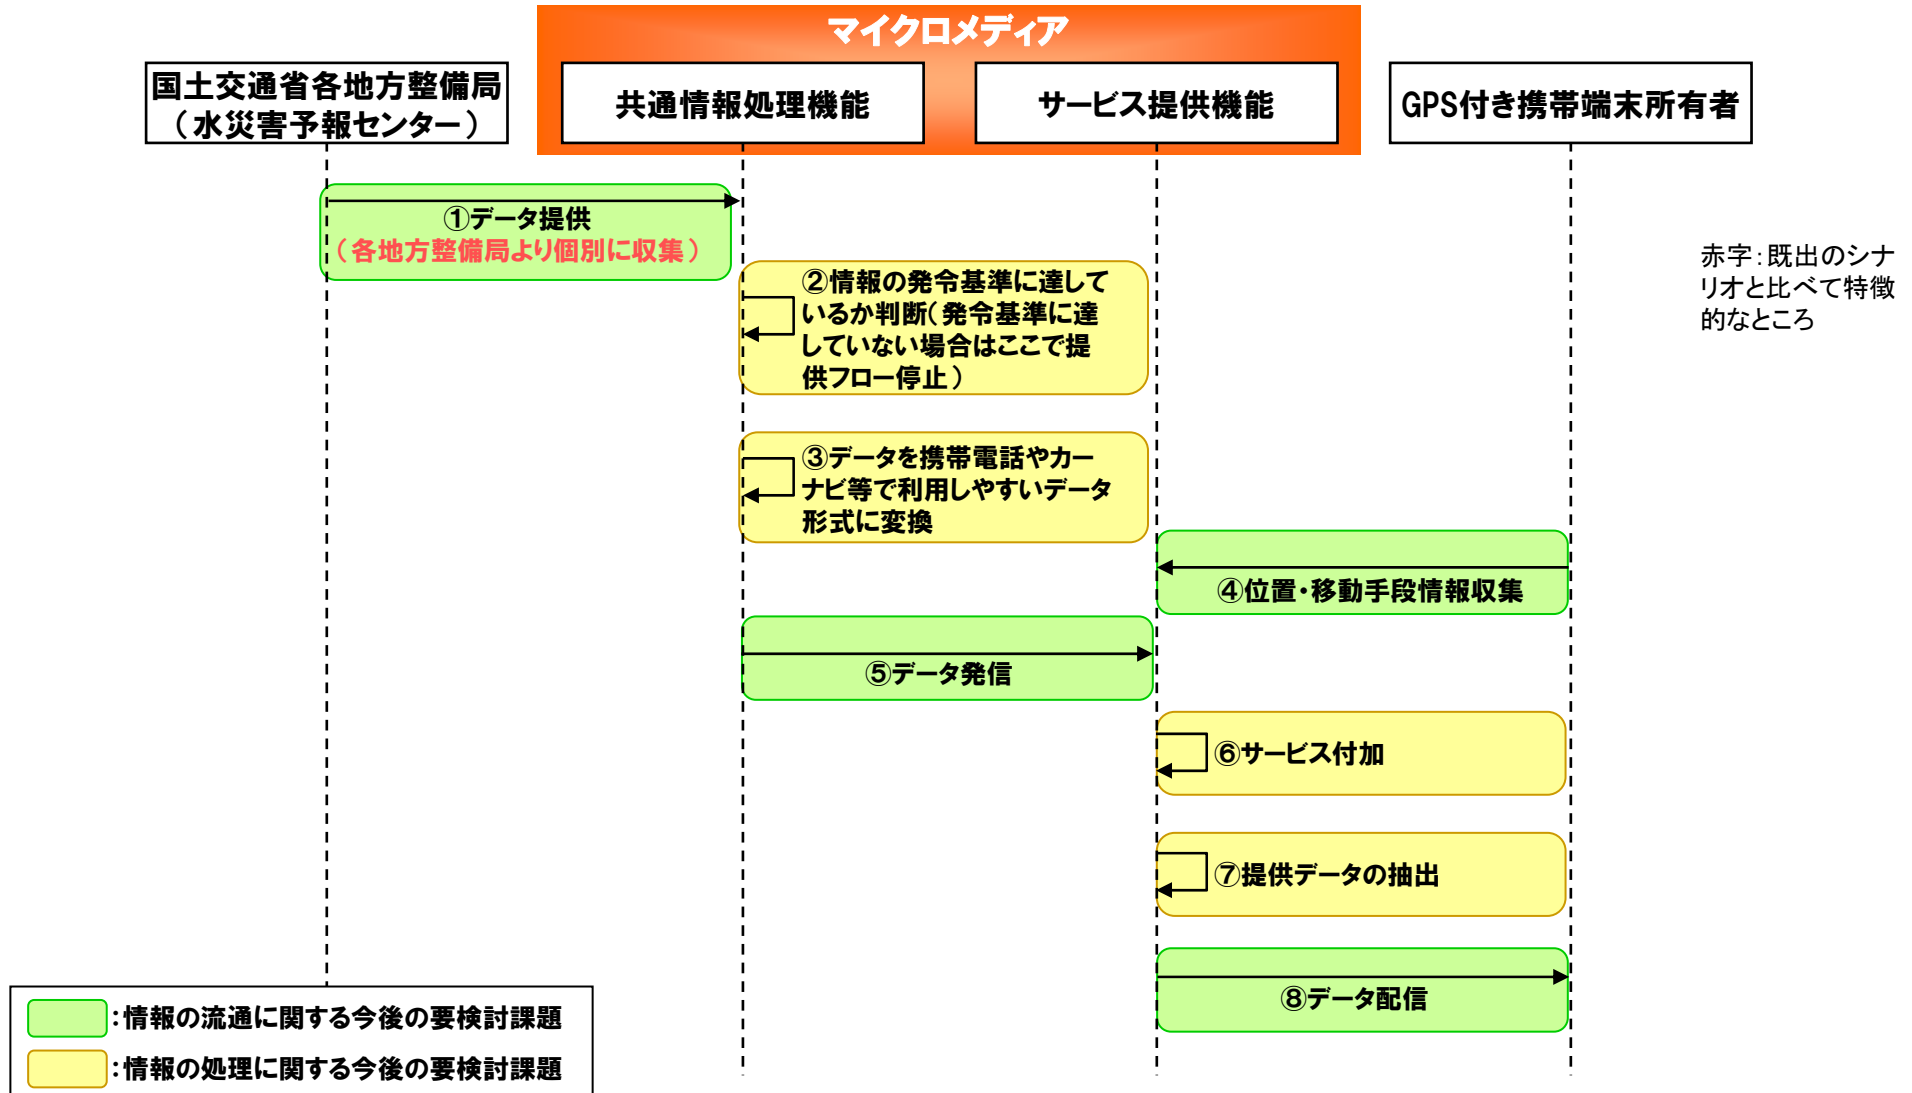 マイクロメディア
国土交通省各地方整備局
（水災害予報センター）
共通情報処理機能
サービス提供機能
GPS付き携帯端末所有者
①データ提供
（各地方整備局より個別に収集）
赤字：既出のシナ
リオと比べて特徴
的なところ
②情報の発令基準に達して
いるか判断（発令基準に達
していない場合はここで提
供フロー停止）
③データを携帯電話やカー
ナビ等で利用しやすいデータ
形式に変換
④位置・移動手段情報収集
⑤データ発信
⑥サービス付加
⑦提供データの抽出
⑧データ配信
：情報の流通に関する今後の要検討課題
：情報の処理に関する今後の要検討課題